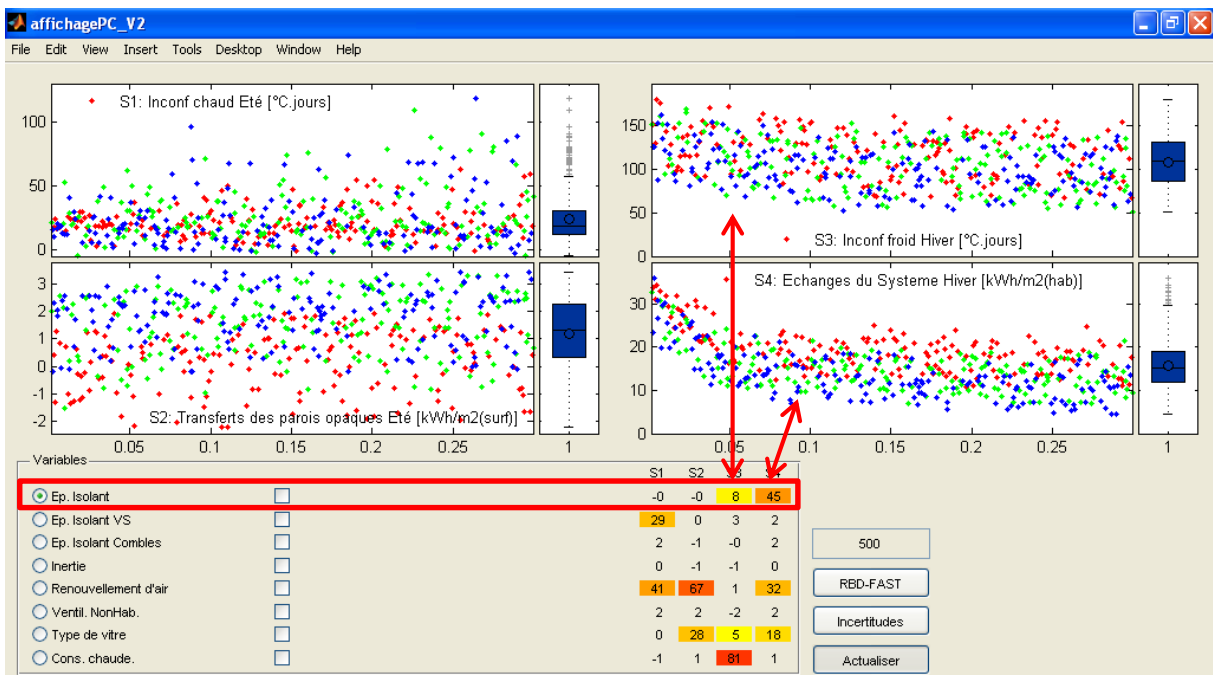 affichagePC_V2
File Edit View Insert Tools Desktop Window Help
S1: Inconf chaud Eté [°C.jours]
100
50
0
S3: Inconf froid Hiver [°C.jours]
150
100
50
0
S2: Transferts des parois opaques Eté [kWh/m2(surf)]
3
2
1
0
-1
-2
0.05 0.1 0.15 0.2 0.25 1
S4: Echanges du Systeme Hiver [kWh/m2(hab)]
30
20
10
0
0.05 0.1 0.15 0.2 0.25 1
Variables
S1 S2 S3 S4
Ep. Isolant -0 -0 8 45
Ep. Isolant VS 29 0 3 2
Ep. Isolant Combles 2 -1 -0 2
Inertie 0 -1 -1 0
Renouvellement d'air 41 67 1 32
Ventil. NonHab. 2 2 -2 2
Type de vitre 0 28 5 18
Cons. chaude. -1 1 81 1
500
RBD-FAST
Incertitudes
Actualiser